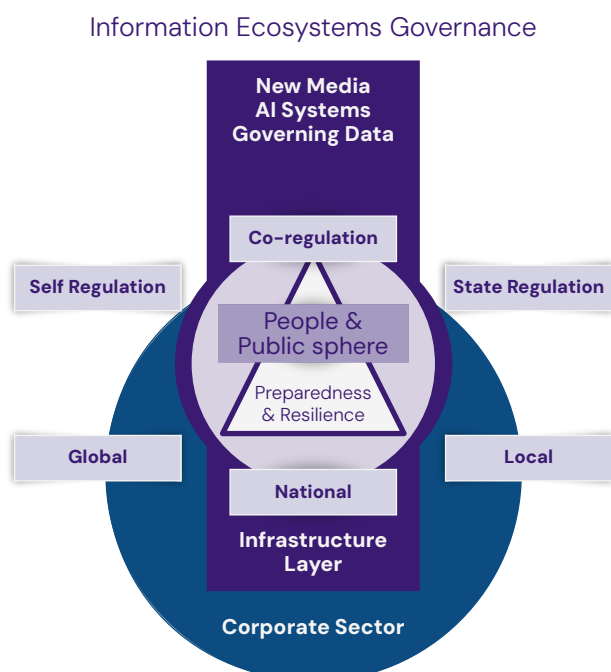 Information Ecosystems Governance
New Media
AI Systems
Governing Data
Co-regulation
Self Regulation
State Regulation
People &
Public sphere
Preparedness
& Resilience
Global
Local
National
Infrastructure
Layer
Corporate Sector